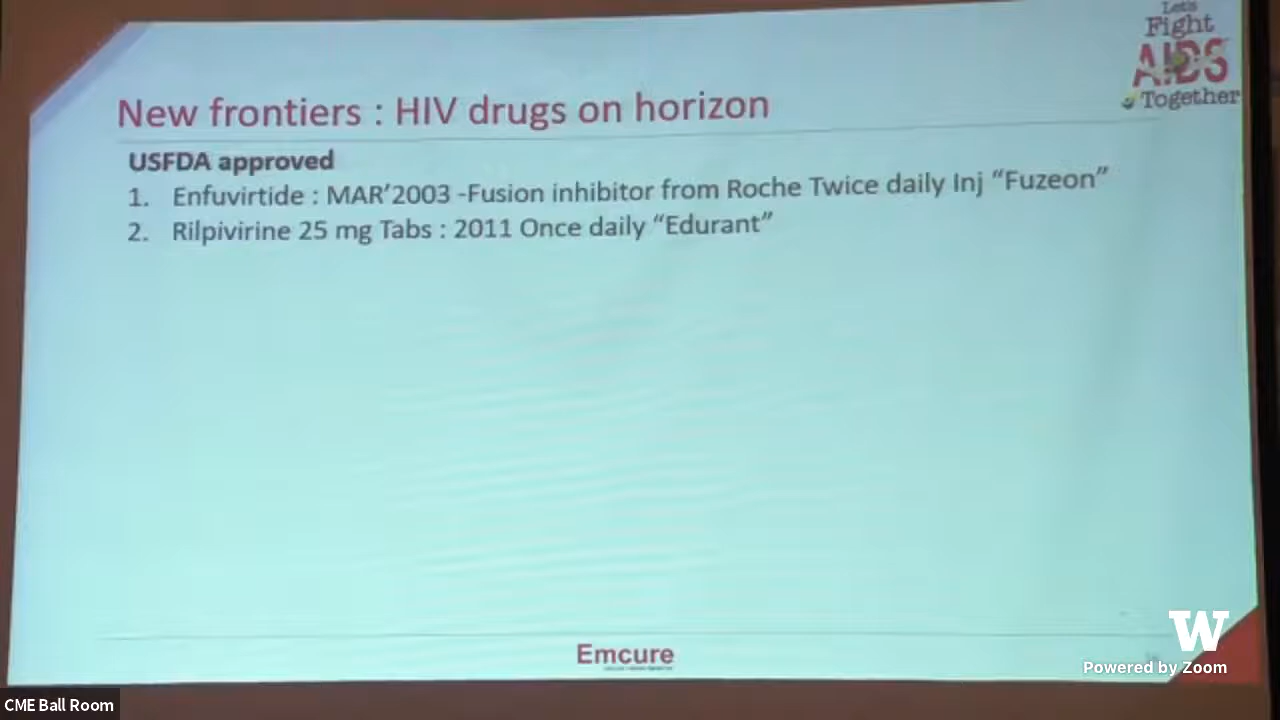 Let's
Fight
AIDS
Together
New frontiers : HIV drugs on horizon
USFDA approved
1. Enfuvirtide : MAR'2003 -Fusion inhibitor from Roche Twice daily Inj “Fuzeon”
2. Rilpivirine 25 mg Tabs : 2011 Once daily “Edurant”
Emcure
W
Powered by Zoom
CME Ball Room